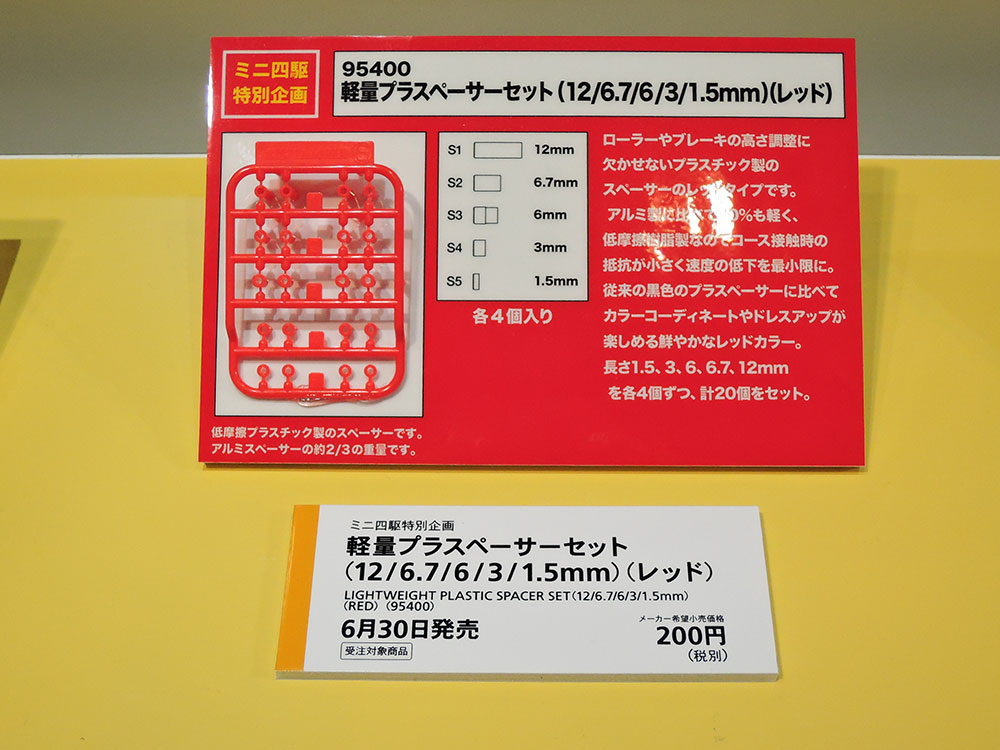 ミニ四駆
特別企画
95400
軽量プラスペーサーセット(12/6.7/6/3/1.5mm)(レッド)
S1 12mm
S2 6.7mm
S3 6mm
S4 3mm
S5 1.5mm
各4個入り
ローラーやブレーキの高さ調整に
欠かせないプラスチック製の
スペーサーのレッドタイプです。
アルミ製に比べて0%も軽く、
低摩擦樹脂製なのでコース接触時の
抵抗が小さく速度の低下を最小限に。
従来の黒色のプラスペーサーに比べて
カラーコーディネートやドレスアップが
楽しめる鮮やかなレッドカラー。
長さ1.5、3、6、6.7、12mm
を各4個ずつ、計20個をセット。
低摩擦プラスチック製のスペーサーです。
アルミスペーサーの約2/3の重量です。
ミニ四駆特別企画
軽量プラスペーサーセット
(12/6.7/6/3/1.5mm)(レッド)
LIGHTWEIGHT PLASTIC SPACER SET(12/6.7/6/3/1.5mm)
(RED) (95400)
6月30日発売
受注対象商品
メーカー希望小売価格
200円
(税別)